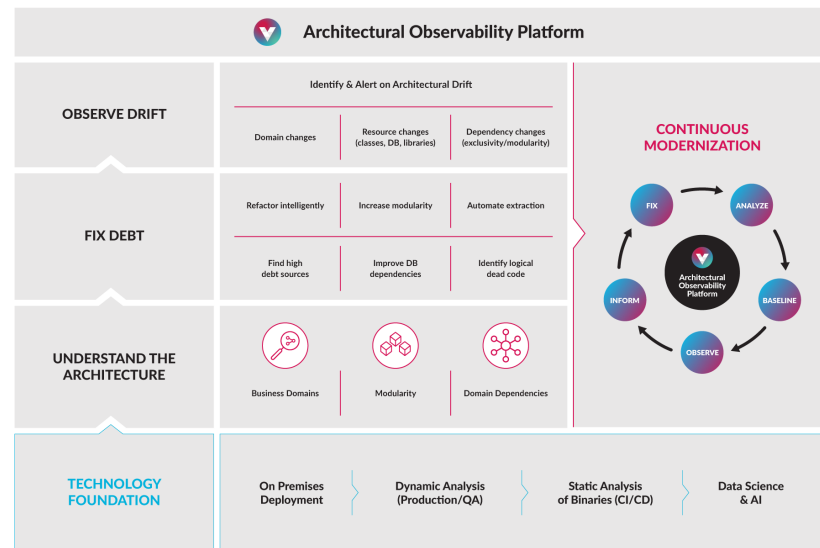 Architectural Observability Platform
OBSERVE DRIFT
Identify & Alert on Architectural Drift
Domain changes
Resource changes
(classes, DB, libraries)
Dependency changes
(exclusivity/modularity)
FIX DEBT
Refactor intelligently
Increase modularity
Automate extraction
Find high
debt sources
Improve DB
dependencies
Identify logical
dead code
UNDERSTAND THE
ARCHITECTURE
Business Domains
Modularity
Domain Dependencies
CONTINUOUS
MODERNIZATION
FIX
ANALYZE
BASELINE
OBSERVE
INFORM
Architectural
Observability
Platform
TECHNOLOGY
FOUNDATION
On Premises
Deployment
Dynamic Analysis
(Production/QA)
Static Analysis
of Binaries (CI/CD)
Data Science
& AI